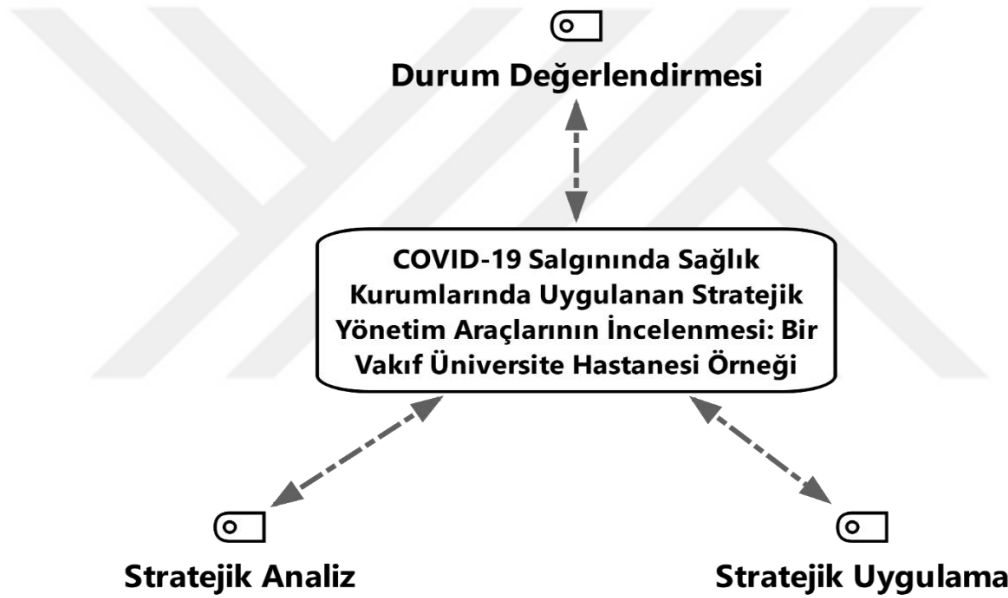 Durum Değerlendirmesi
COVID-19 Salgınında Sağlık
Kurumlarında Uygulanan Stratejik
Yönetim Araçlarının İncelenmesi: Bir
Vakıf Üniversite Hastanesi Örneği
Stratejik Analiz
Stratejik Uygulama